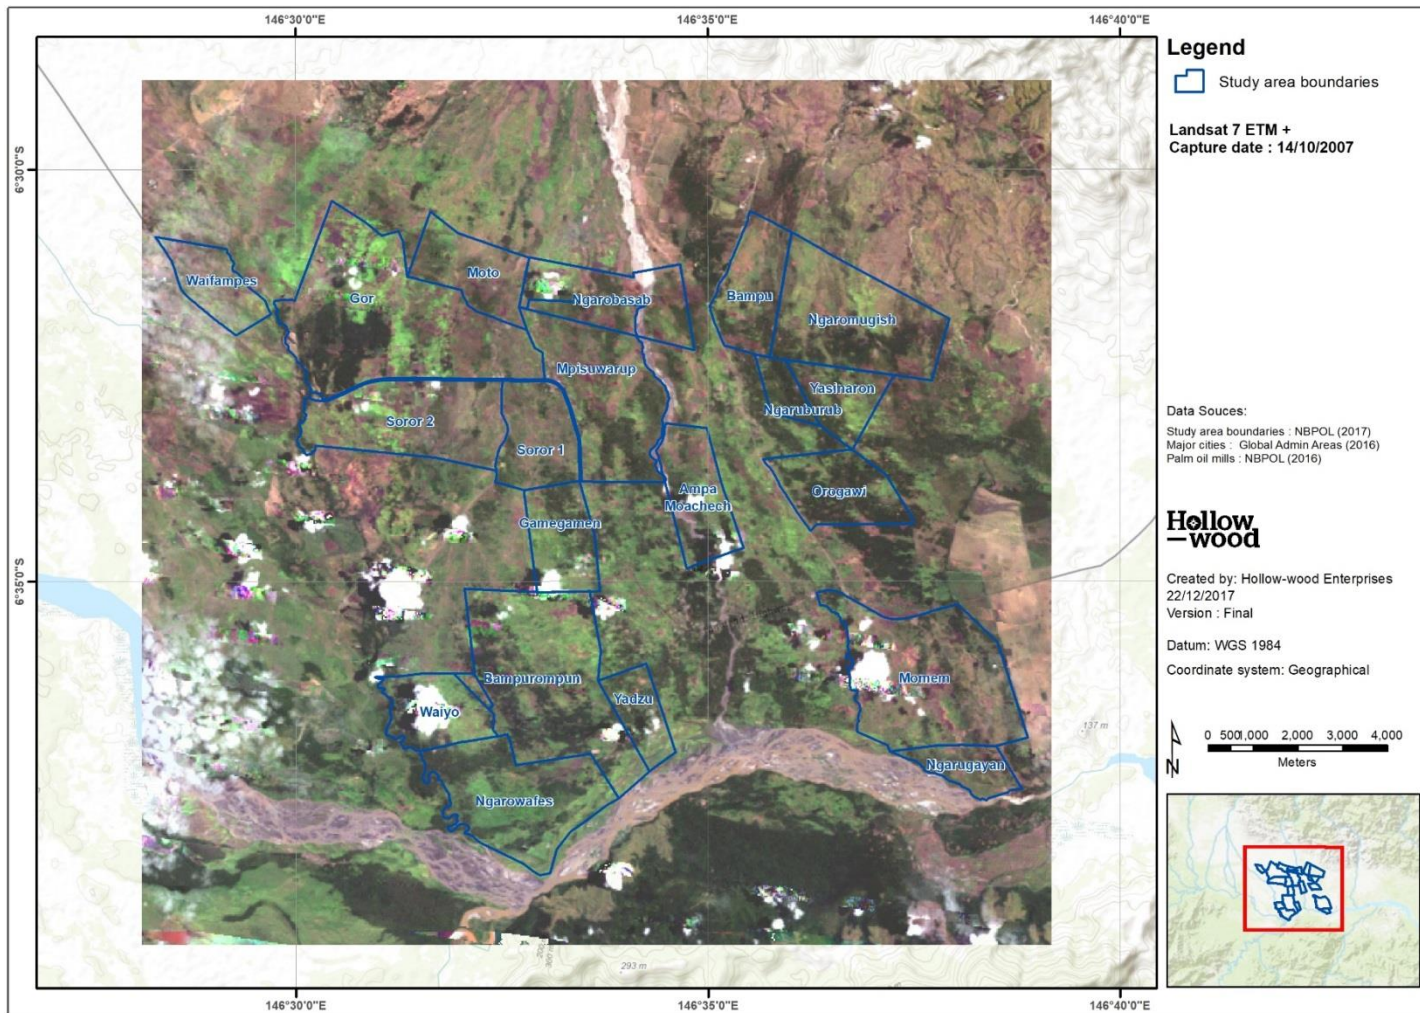 146°30'0"E
146°35'0"E
146°40'0"E
6°30'0"S
6°35'0"S
Waifampes
Gor
Moto
Ngarobasab
Bampu
Ngaromugish
Mpisuwarup
Yasinaron
Ngaruburub
Soror 2
Soror 1
Orogawi
Ampa
Moachech
Gamegamen
Bampurompun
Momem
Yadzu
Waiyo
Ngarugayan
Ngarowafes
137 m
293 m
200 m
300 m
146°30'0"E
146°35'0"E
146°40'0"E
Legend
Study area boundaries
Landsat 7 ETM +
Capture date : 14/10/2007
Data Souces:
Study area boundaries : NBPOL (2017)
Major cities : Global Admin Areas (2016)
Palm oil mills : NBPOL (2016)
Hollow
-wood
Created by: Hollow-wood Enterprises
22/12/2017
Version : Final
Datum: WGS 1984
Coordinate system: Geographical
N
0 5001,000 2,000 3,000 4,000
Meters